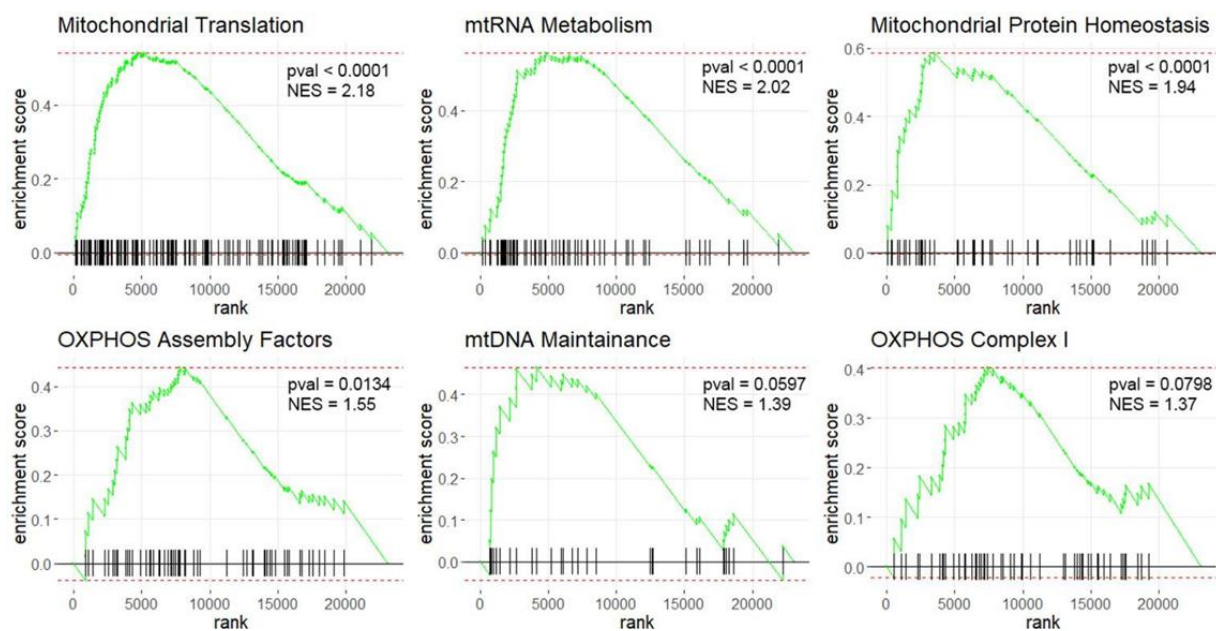 Mitochondrial Translation
pval < 0.0001
NES = 2.18
enrichment score
0.4
0.2
0.0
0 5000 10000 15000 20000
rank
mtRNA Metabolism
pval < 0.0001
NES = 2.02
enrichment score
0.4
0.2
0.0
0 5000 10000 15000 20000
rank
Mitochondrial Protein Homeostasis
pval < 0.0001
NES = 1.94
enrichment score
0.6
0.4
0.2
0.0
0 5000 10000 15000 20000
rank
OXPHOS Assembly Factors
pval = 0.0134
NES = 1.55
enrichment score
0.4
0.3
0.2
0.1
0.0
0 5000 10000 15000 20000
rank
mtDNA Maintainance
pval = 0.0597
NES = 1.39
enrichment score
0.4
0.3
0.2
0.1
0.0
0 5000 10000 15000 20000
rank
OXPHOS Complex I
pval = 0.0798
NES = 1.37
enrichment score
0.4
0.3
0.2
0.1
0.0
0 5000 10000 15000 20000
rank